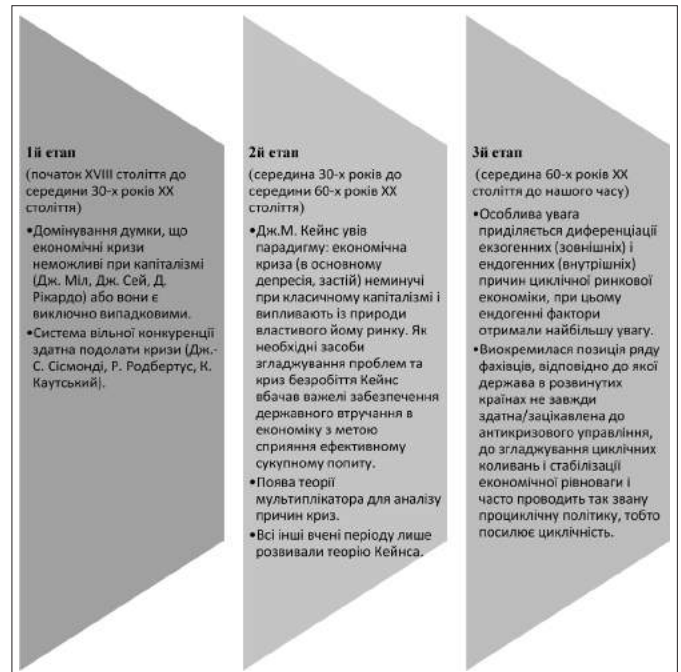 1й етап
(початок XVIII століття до
середини 30-х років XX
століття)
•Домінування думки, що
економічні кризи
неможливі при капіталізмі
(Дж. Міл, Дж. Сей, Д.
Рікардо) або вони є
виключно випадковими.
•Система вільної конкуренції
здатна подолати кризи (Дж.-
С. Сісмонді, Р. Родбертус, К.
Каутський).
2й етап
(середина 30-х років до
середини 60-х років XX
століття)
•Дж.М. Кейнс увів
парадигму: економічна
криза (в основному
депресія, застій) неминучі
при класичному капіталізмі і
випливають із природи
властивого йому ринку. Як
необхідні засоби
згладжування проблем та
криз безробіття Кейнс
вбачав важелі забезпечення
державного втручання в
економіку з метою
сприяння ефективному
сукупному попиту.
•Поява теорії
мультиплікатора для аналізу
причин криз.
•Всі інші вчені періоду лише
розвивали теорію Кейнса.
3й етап
(середина 60-х років XX
століття до нашого часу)
•Особлива увага
приділяється диференціації
екзогенних (зовнішніх) і
ендогенних (внутрішніх)
причин циклічної ринкової
економіки, при цьому
ендогенні фактори
отримали найбільшу увагу.
•Виокремилася позиція ряду
фахівців, відповідно до якої
держава в розвинутих
країнах не завжди
здатна/зацікавлена до
антикризового управління,
до згладжування циклічних
коливань і стабілізації
економічної рівноваги і
часто проводить так звану
проциклічну політику, тобто
посилює циклічність.